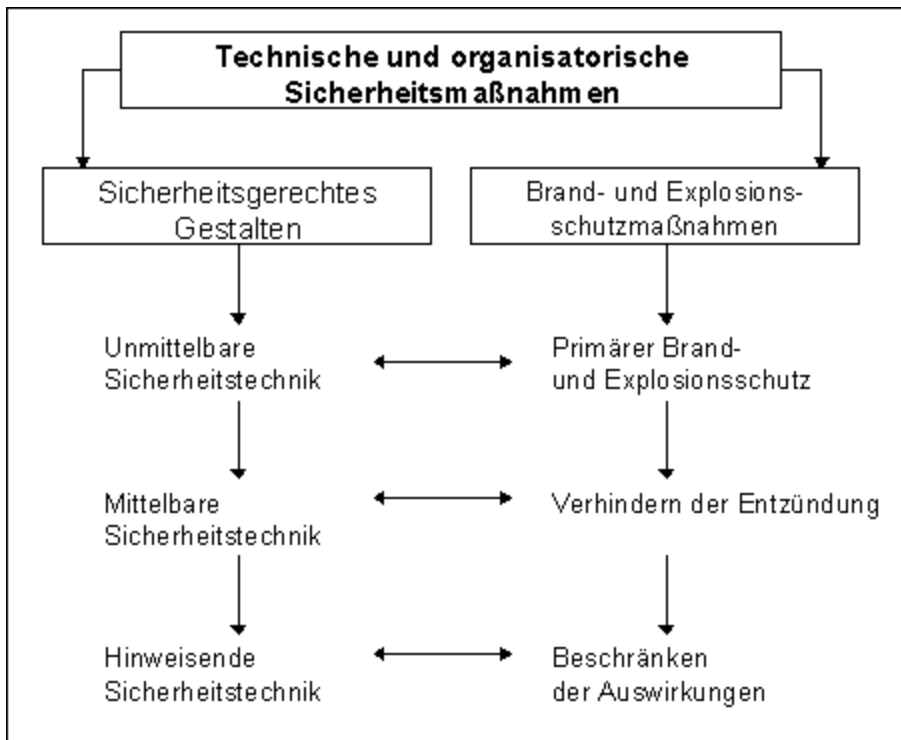 Technische und organisatorische
Sicherheitsmaßnahmen
Sicherheitsgerechtes
Gestalten
Brand- und Explosions-
schutzmaßnahmen
Unmittelbare
Sicherheitstechnik
Primärer Brand-
und Explosionsschutz
Mittelbare
Sicherheitstechnik
Verhindern der Entzündung
Hinweisende
Sicherheitstechnik
Beschränken
der Auswirkungen